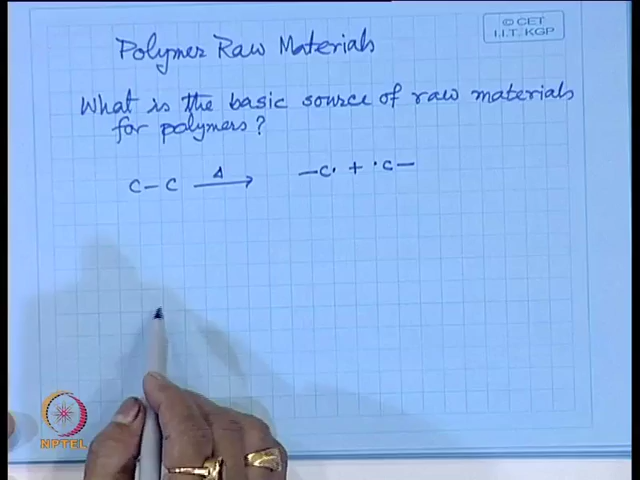 © CET
I.I.T. KGP
Polymer Raw Materials
What is the basic source of raw materials
for polymers?
C-C Δ→ -C· + ·C-
NPTEL